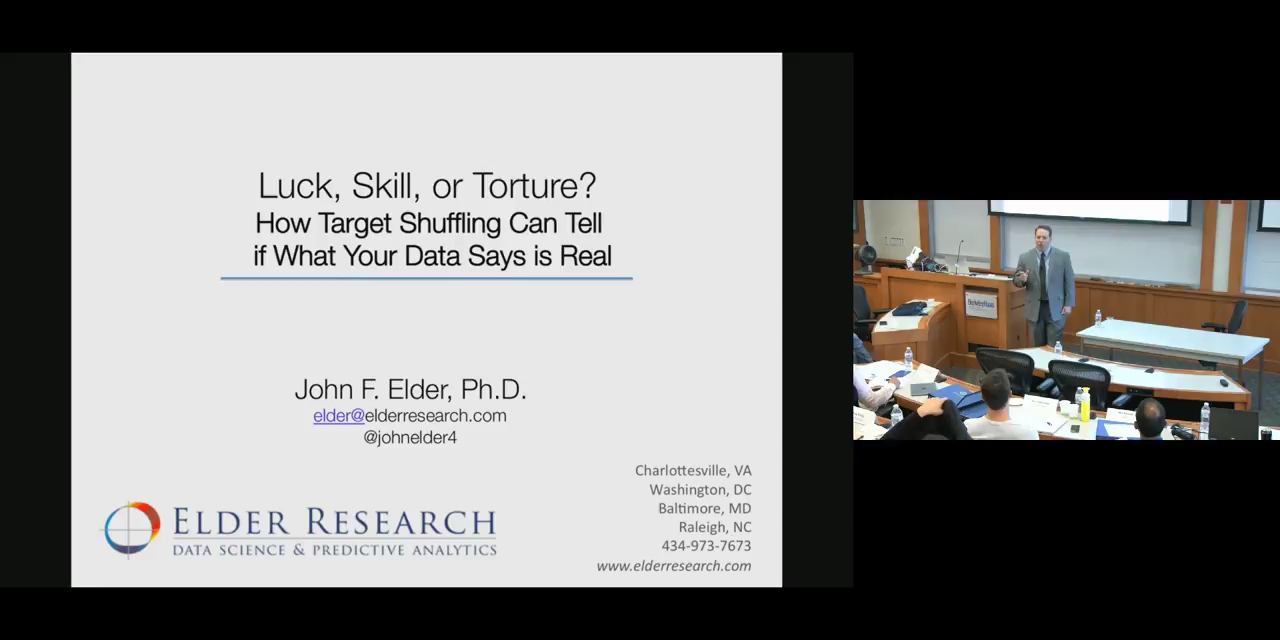 Luck, Skill, or Torture?
How Target Shuffling Can Tell
if What Your Data Says is Real
John F. Elder, Ph.D.
elder@elderresearch.com
@johnelder4
Charlottesville, VA
Washington, DC
Baltimore, MD
Raleigh, NC
434-973-7673
www.elderresearch.com
ELDER RESEARCH
DATA SCIENCE & PREDICTIVE ANALYTICS